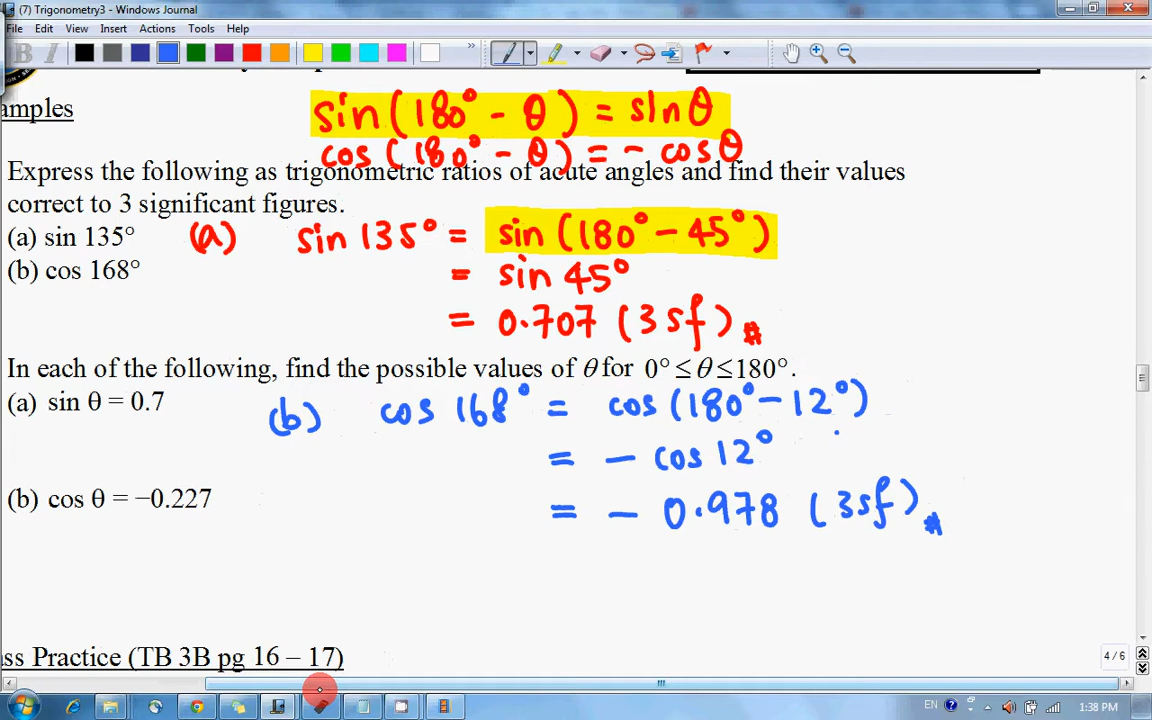 (7) Trigonometry3 - Windows Journal
File Edit View Insert Actions Tools Help
amples
sin(180° - θ) = sinθ
cos(180° - θ) = - cosθ
Express the following as trigonometric ratios of acute angles and find their values
correct to 3 significant figures.
(a) sin 135° (a) sin 135° = sin (180° - 45°)
(b) cos 168° = sin 45°
= 0.707 (3sf) #
In each of the following, find the possible values of θ for 0° ≤ θ ≤ 180°.
(a) sin θ = 0.7 (b) cos 168° = cos (180° - 12°)
= - cos 12°
(b) cos θ = −0.227 = - 0.978 (3sf) #
ss Practice (TB 3B pg 16 – 17)
4 / 6
EN 1:38 PM